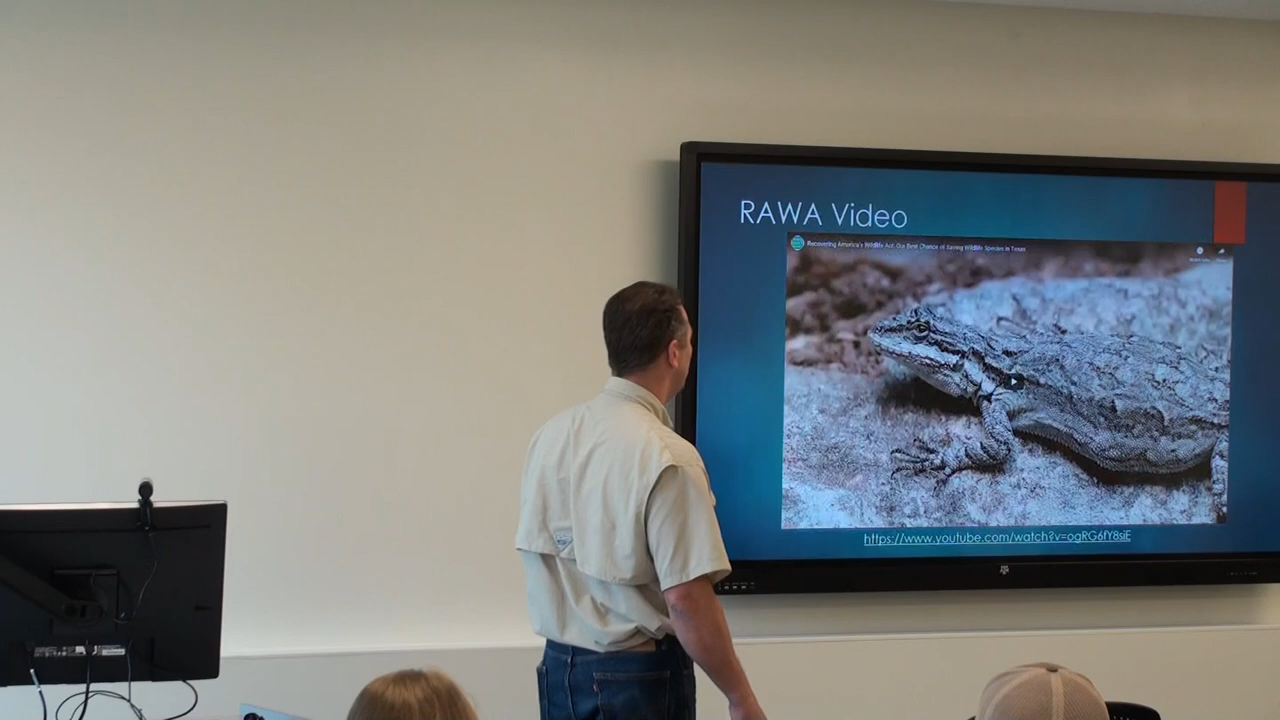 RAWA Video
Recovering America's Wildlife Act: Our Best Chance of Saving Wildlife Species in Texas
https://www.youtube.com/watch?v=ogRG6fY8siE